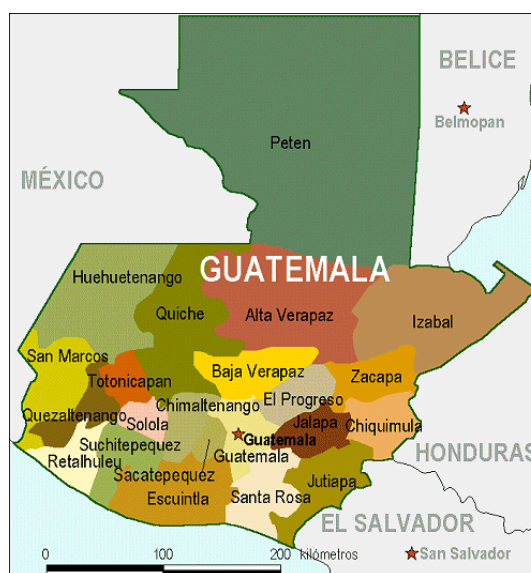 BELICE
Belmopan
Peten
MÉXICO
GUATEMALA
Huehuetenango
Quiche
Alta Verapaz
Izabal
San Marcos
Totonicapan
Baja Verapaz
Zacapa
Quezaltenango
Chimaltenango
El Progreso
Solola
Guatemala
Jalapa
Chiquimula
Suchitepequez
Retalhuleu
Guatemala
HONDURAS
Sacatepequez
Escuintla
Santa Rosa
Jutiapa
EL SALVADOR
San Salvador
0 100 200 kilómetros